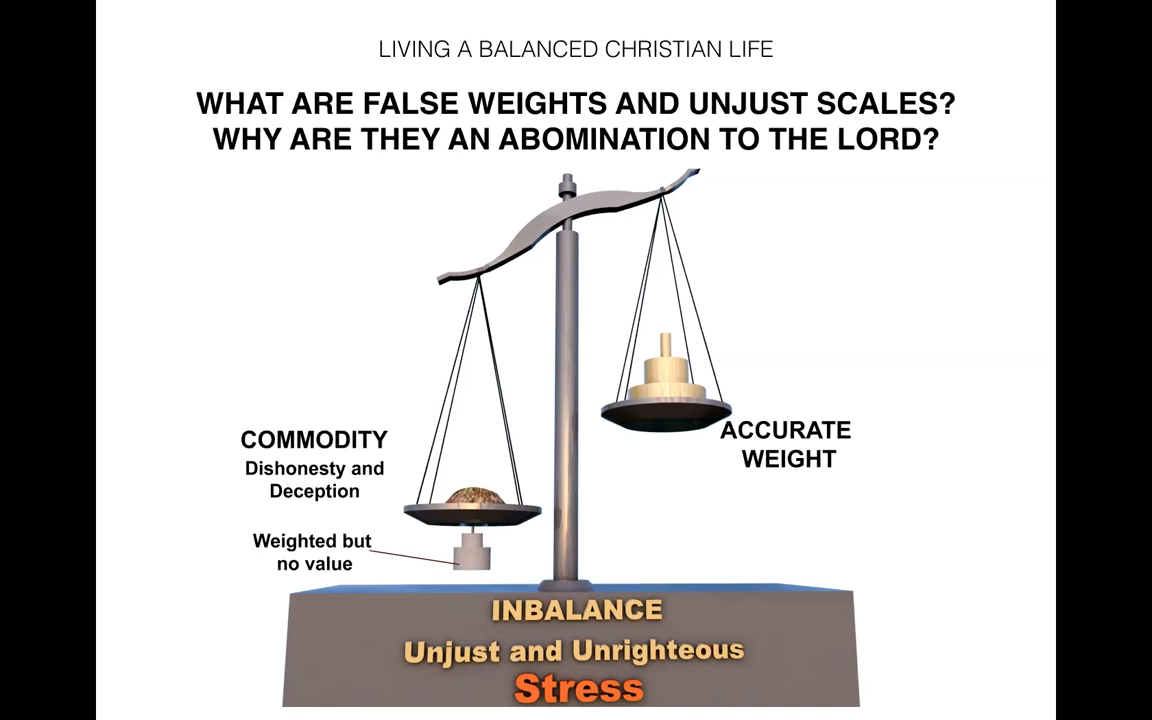 LIVING A BALANCED CHRISTIAN LIFE
WHAT ARE FALSE WEIGHTS AND UNJUST SCALES?
WHY ARE THEY AN ABOMINATION TO THE LORD?
COMMODITY
Dishonesty and
Deception
Weighted but
no value
ACCURATE
WEIGHT
INBALANCE
Unjust and Unrighteous
Stress